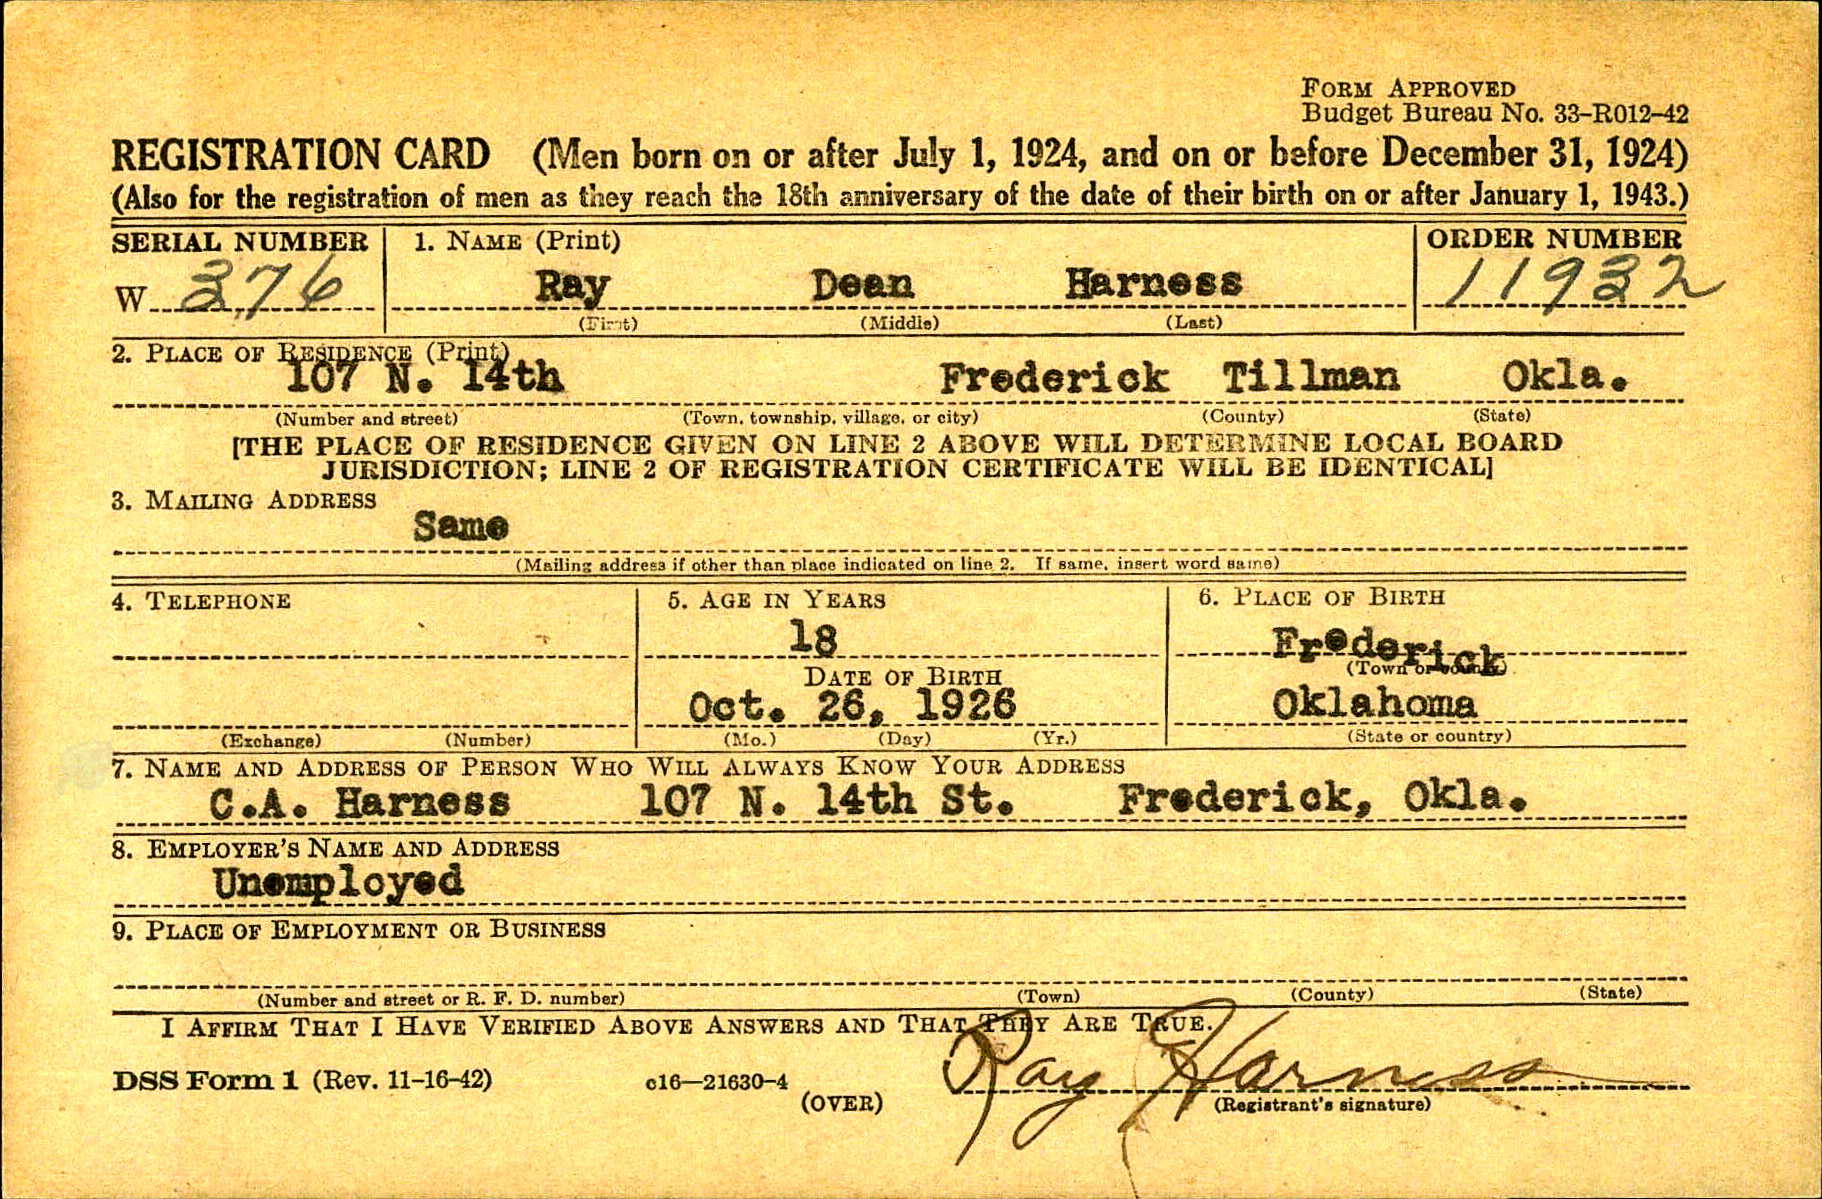 FORM APPROVED
Budget Bureau No. 33-R012-42
REGISTRATION CARD (Men born on or after July 1, 1924, and on or before December 31, 1924)
(Also for the registration of men as they reach the 18th anniversary of the date of their birth on or after January 1, 1943.)
SERIAL NUMBER 1. NAME (Print) ORDER NUMBER
W 376 Ray Dean Harness 11932
(First) (Middle) (Last)
2. PLACE OF RESIDENCE (Print)
107 N. 14th Frederick Tillman Okla.
(Number and street) (Town, township, village, or city) (County) (State)
[THE PLACE OF RESIDENCE GIVEN ON LINE 2 ABOVE WILL DETERMINE LOCAL BOARD
JURISDICTION; LINE 2 OF REGISTRATION CERTIFICATE WILL BE IDENTICAL]
3. MAILING ADDRESS
Same
(Mailing address if other than place indicated on line 2. If same, insert word same)
4. TELEPHONE 5. AGE IN YEARS 6. PLACE OF BIRTH
18 Frederick
DATE OF BIRTH (Town or county)
Oct. 26, 1926 Oklahoma
(Exchange) (Number) (Mo.) (Day) (Yr.) (State or country)
7. NAME AND ADDRESS OF PERSON WHO WILL ALWAYS KNOW YOUR ADDRESS
C.A. Harness 107 N. 14th St. Frederick, Okla.
8. EMPLOYER'S NAME AND ADDRESS
Unemployed
9. PLACE OF EMPLOYMENT OR BUSINESS
(Number and street or R. F. D. number) (Town) (County) (State)
I AFFIRM THAT I HAVE VERIFIED ABOVE ANSWERS AND THAT THEY ARE TRUE.
DSS Form 1 (Rev. 11-16-42) c16—21630-4 Ray Harness
(OVER) (Registrant's signature)